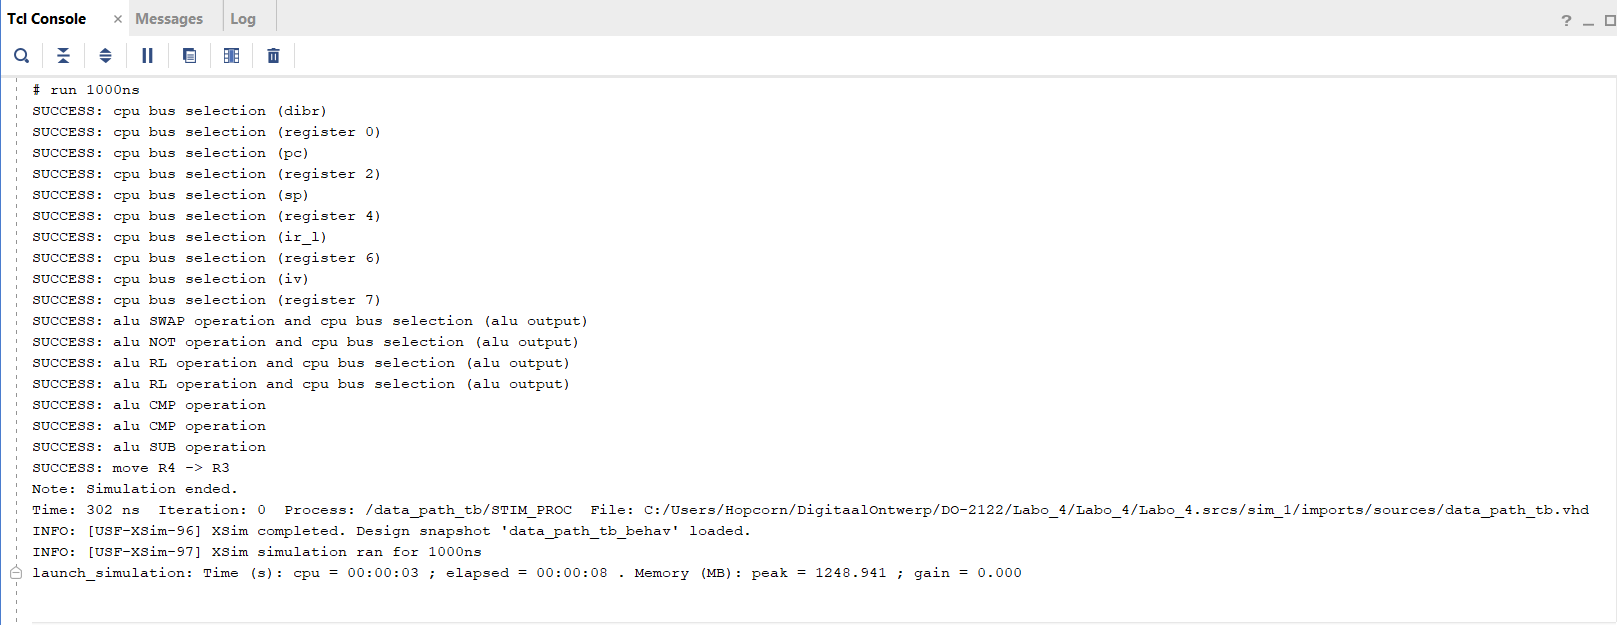 Tcl Console × Messages Log ? _
# run 1000ns
SUCCESS: cpu bus selection (dibr)
SUCCESS: cpu bus selection (register 0)
SUCCESS: cpu bus selection (pc)
SUCCESS: cpu bus selection (register 2)
SUCCESS: cpu bus selection (sp)
SUCCESS: cpu bus selection (register 4)
SUCCESS: cpu bus selection (ir_l)
SUCCESS: cpu bus selection (register 6)
SUCCESS: cpu bus selection (iv)
SUCCESS: cpu bus selection (register 7)
SUCCESS: alu SWAP operation and cpu bus selection (alu output)
SUCCESS: alu NOT operation and cpu bus selection (alu output)
SUCCESS: alu RL operation and cpu bus selection (alu output)
SUCCESS: alu RL operation and cpu bus selection (alu output)
SUCCESS: alu CMP operation
SUCCESS: alu CMP operation
SUCCESS: alu SUB operation
SUCCESS: move R4 -> R3
Note: Simulation ended.
Time: 302 ns  Iteration: 0  Process: /data_path_tb/STIM_PROC  File: C:/Users/Hopcorn/DigitaalOntwerp/DO-2122/Labo_4/Labo_4/Labo_4.srcs/sim_1/imports/sources/data_path_tb.vhd
INFO: [USF-XSim-96] XSim completed. Design snapshot 'data_path_tb_behav' loaded.
INFO: [USF-XSim-97] XSim simulation ran for 1000ns
launch_simulation: Time (s): cpu = 00:00:03 ; elapsed = 00:00:08 . Memory (MB): peak = 1248.941 ; gain = 0.000